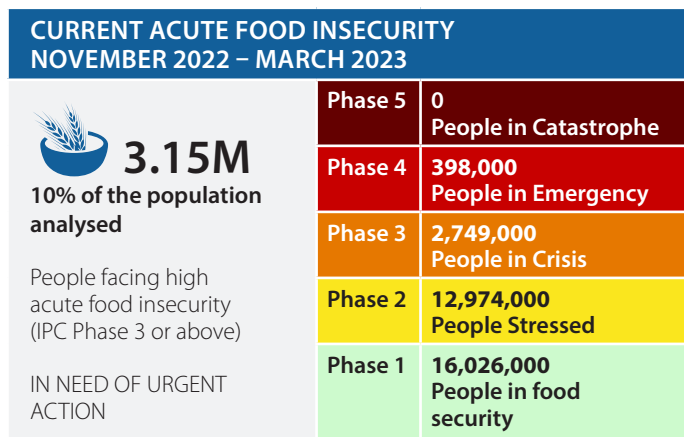 CURRENT ACUTE FOOD INSECURITY
NOVEMBER 2022 – MARCH 2023
3.15M
10% of the population
analysed
People facing high
acute food insecurity
(IPC Phase 3 or above)
IN NEED OF URGENT
ACTION
Phase 5
0
People in Catastrophe
Phase 4
398,000
People in Emergency
Phase 3
2,749,000
People in Crisis
Phase 2
12,974,000
People Stressed
Phase 1
16,026,000
People in food
security